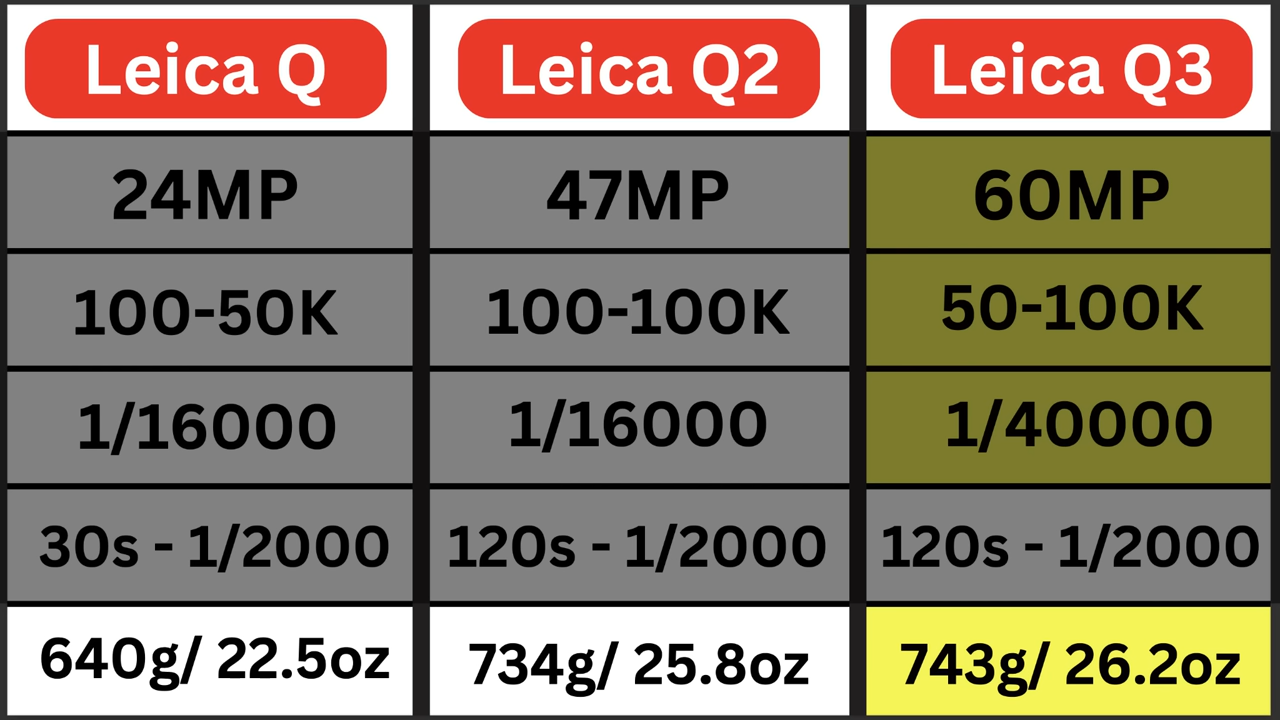 Leica Q Leica Q2 Leica Q3
24MP 47MP 60MP
100-50K 100-100K 50-100K
1/16000 1/16000 1/40000
30s - 1/2000 120s - 1/2000 120s - 1/2000
640g/ 22.5oz 734g/ 25.8oz 743g/ 26.2oz